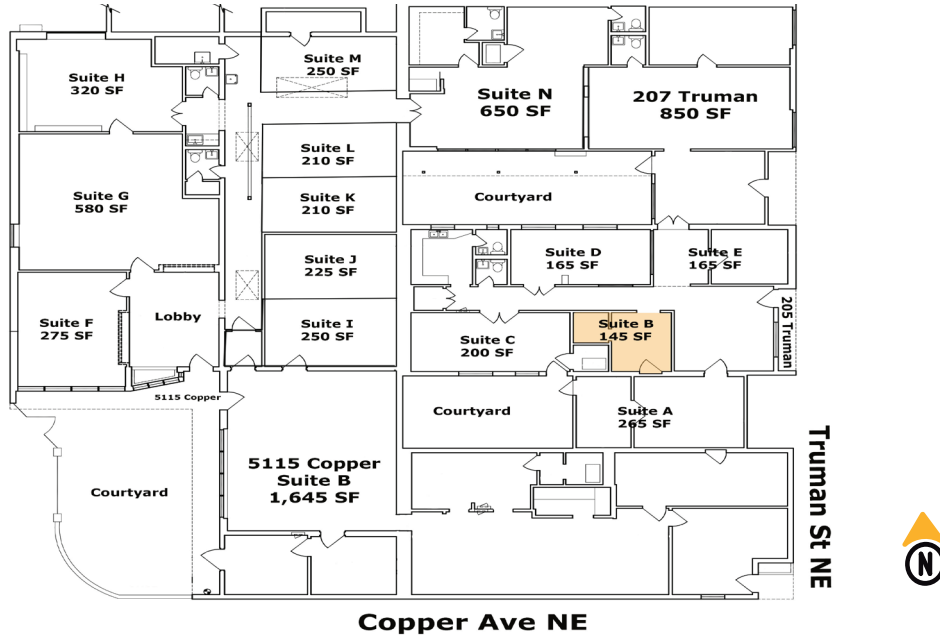 Suite M
250 SF
Suite H
320 SF
Suite N
650 SF
207 Truman
850 SF
Suite L
210 SF
Suite G
580 SF
Suite K
210 SF
Courtyard
Suite J
225 SF
Suite D
165 SF
Suite E
165 SF
Suite F
275 SF
Lobby
Suite I
250 SF
Suite C
200 SF
Suite B
145 SF
205 Truman
5115 Copper
Courtyard
Suite A
265 SF
5115 Copper
Suite B
1,645 SF
Courtyard
Truman St NE
N
Copper Ave NE